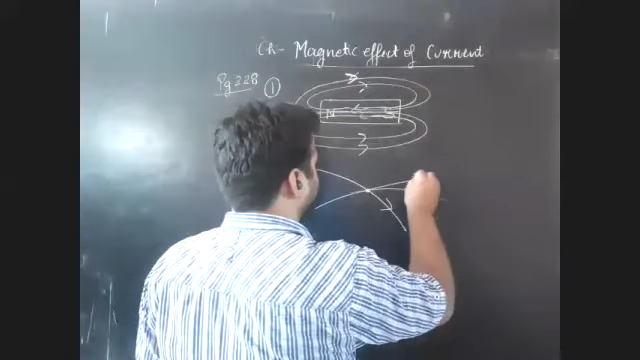 Ch- Magnetic effect of Current
Pg 228 ①
N